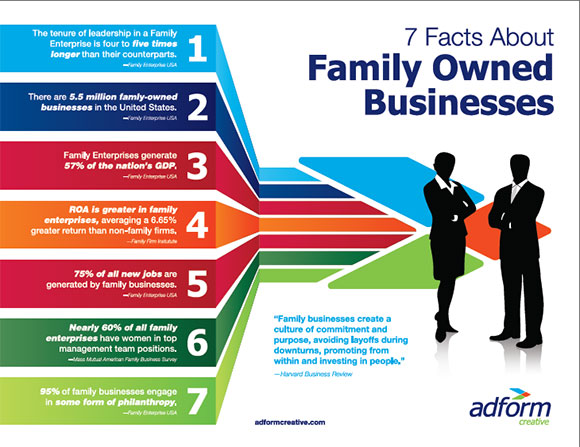 7 Facts About
Family Owned
Businesses
The tenure of leadership in a Family
Enterprise is four to five times
longer than their counterparts.
—Family Enterprise USA
1
There are 5.5 million famly-owned
businesses in the United States.
—Family Enterprise USA
2
Family Enterprises generate
57% of the nation's GDP.
—Family Enterprise USA
3
ROA is greater in family
enterprises, averaging a 6.65%
greater return than non-family firms.
—Family Firm Insitutute
4
75% of all new jobs are
generated by family businesses.
—Family Enterprise USA
5
Nearly 60% of all family
enterprises have women in top
management team positions.
—Mass Mutual American Family Business Survey
6
95% of family businesses engage
in some form of philanthropy.
7
"Family businesses create a
culture of commitment and
purpose, avoiding layoffs during
downturns, promoting from
within and investing in people."
—Harvard Business Review
adformcreative.com
adform
creative